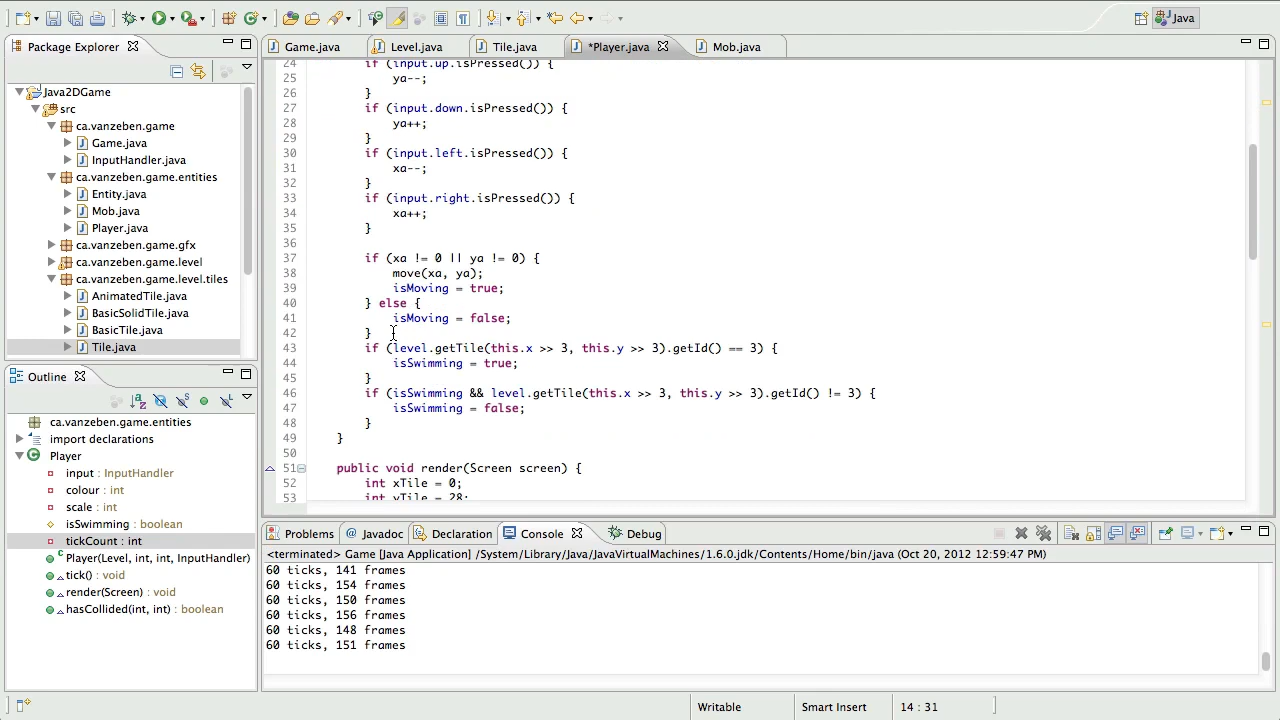 Java
Package Explorer
Game.java
Level.java
Tile.java
*Player.java
Mob.java
Java2DGame
src
ca.vanzeben.game
Game.java
InputHandler.java
ca.vanzeben.game.entities
Entity.java
Mob.java
Player.java
ca.vanzeben.game.gfx
ca.vanzeben.game.level
ca.vanzeben.game.level.tiles
AnimatedTile.java
BasicSolidTile.java
BasicTile.java
Tile.java
24 if (input.up.isPressed()) {
25 ya--;
26 }
27 if (input.down.isPressed()) {
28 ya++;
29 }
30 if (input.left.isPressed()) {
31 xa--;
32 }
33 if (input.right.isPressed()) {
34 xa++;
35 }
36
37 if (xa != 0 || ya != 0) {
38 move(xa, ya);
39 isMoving = true;
40 } else {
41 isMoving = false;
42 }
43 if (level.getTile(this.x >> 3, this.y >> 3).getId() == 3) {
44 isSwimming = true;
45 }
46 if (isSwimming && level.getTile(this.x >> 3, this.y >> 3).getId() != 3) {
47 isSwimming = false;
48 }
49 }
50
51 public void render(Screen screen) {
52 int xTile = 0;
53 int yTile = 28;
Outline
ca.vanzeben.game.entities
import declarations
Player
input : InputHandler
colour : int
scale : int
isSwimming : boolean
tickCount : int
Player(Level, int, int, InputHandler)
tick() : void
render(Screen) : void
hasCollided(int, int) : boolean
Problems
Javadoc
Declaration
Console
Debug
<terminated> Game [Java Application] /System/Library/Java/JavaVirtualMachines/1.6.0.jdk/Contents/Home/bin/java (Oct 20, 2012 12:59:47 PM)
60 ticks, 141 frames
60 ticks, 154 frames
60 ticks, 150 frames
60 ticks, 156 frames
60 ticks, 148 frames
60 ticks, 151 frames
Writable
Smart Insert
14 : 31